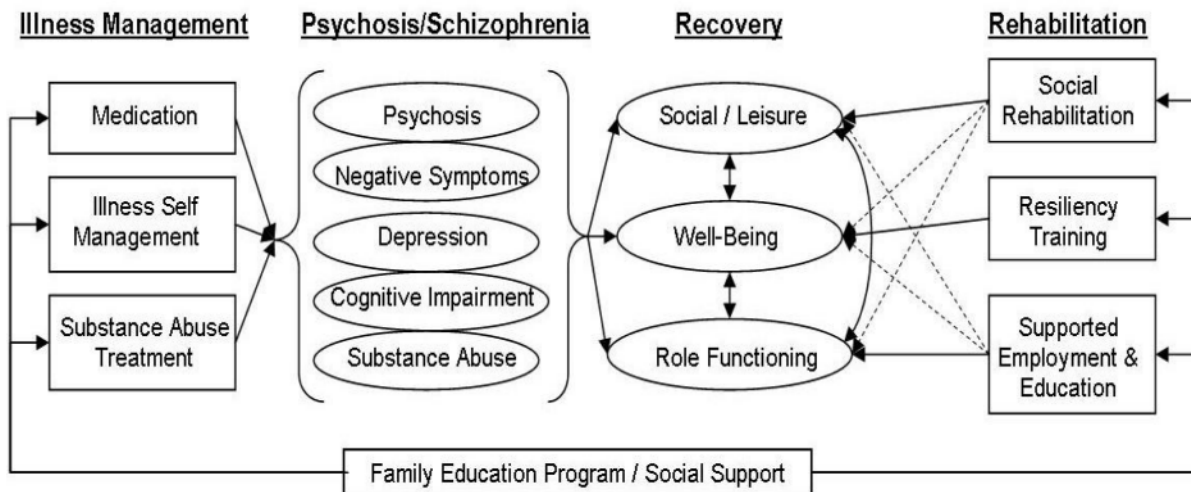 Illness Management
Psychosis/Schizophrenia
Recovery
Rehabilitation
Medication
Illness Self
Management
Substance Abuse
Treatment
Psychosis
Negative Symptoms
Depression
Cognitive Impairment
Substance Abuse
Social / Leisure
Well-Being
Role Functioning
Social
Rehabilitation
Resiliency
Training
Supported
Employment &
Education
Family Education Program / Social Support